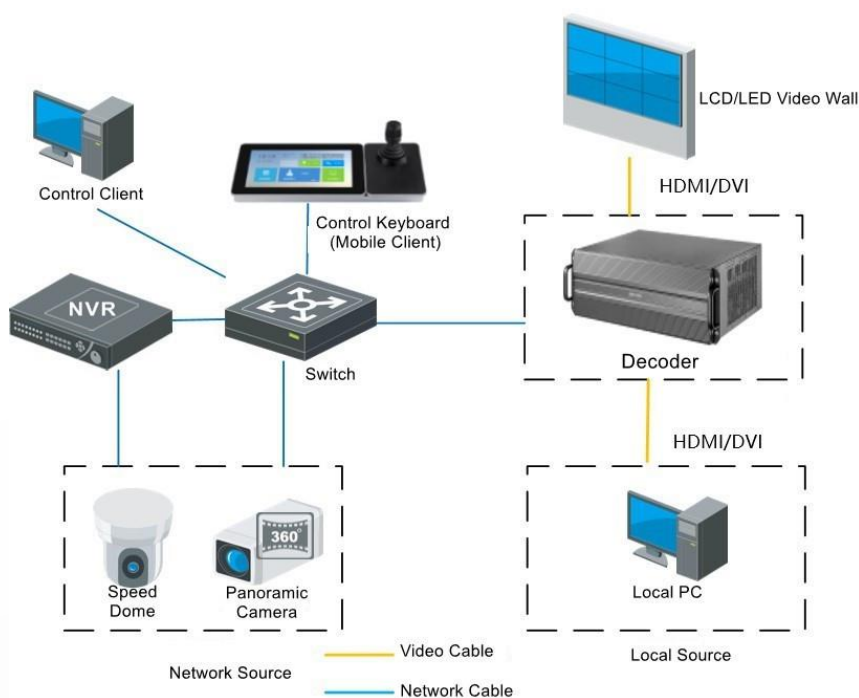 LCD/LED Video Wall
HDMI/DVI
Control Client
Control Keyboard
(Mobile Client)
NVR
Switch
Decoder
HDMI/DVI
360°
Speed
Dome
Panoramic
Camera
Local PC
Network Source
Video Cable
Local Source
Network Cable